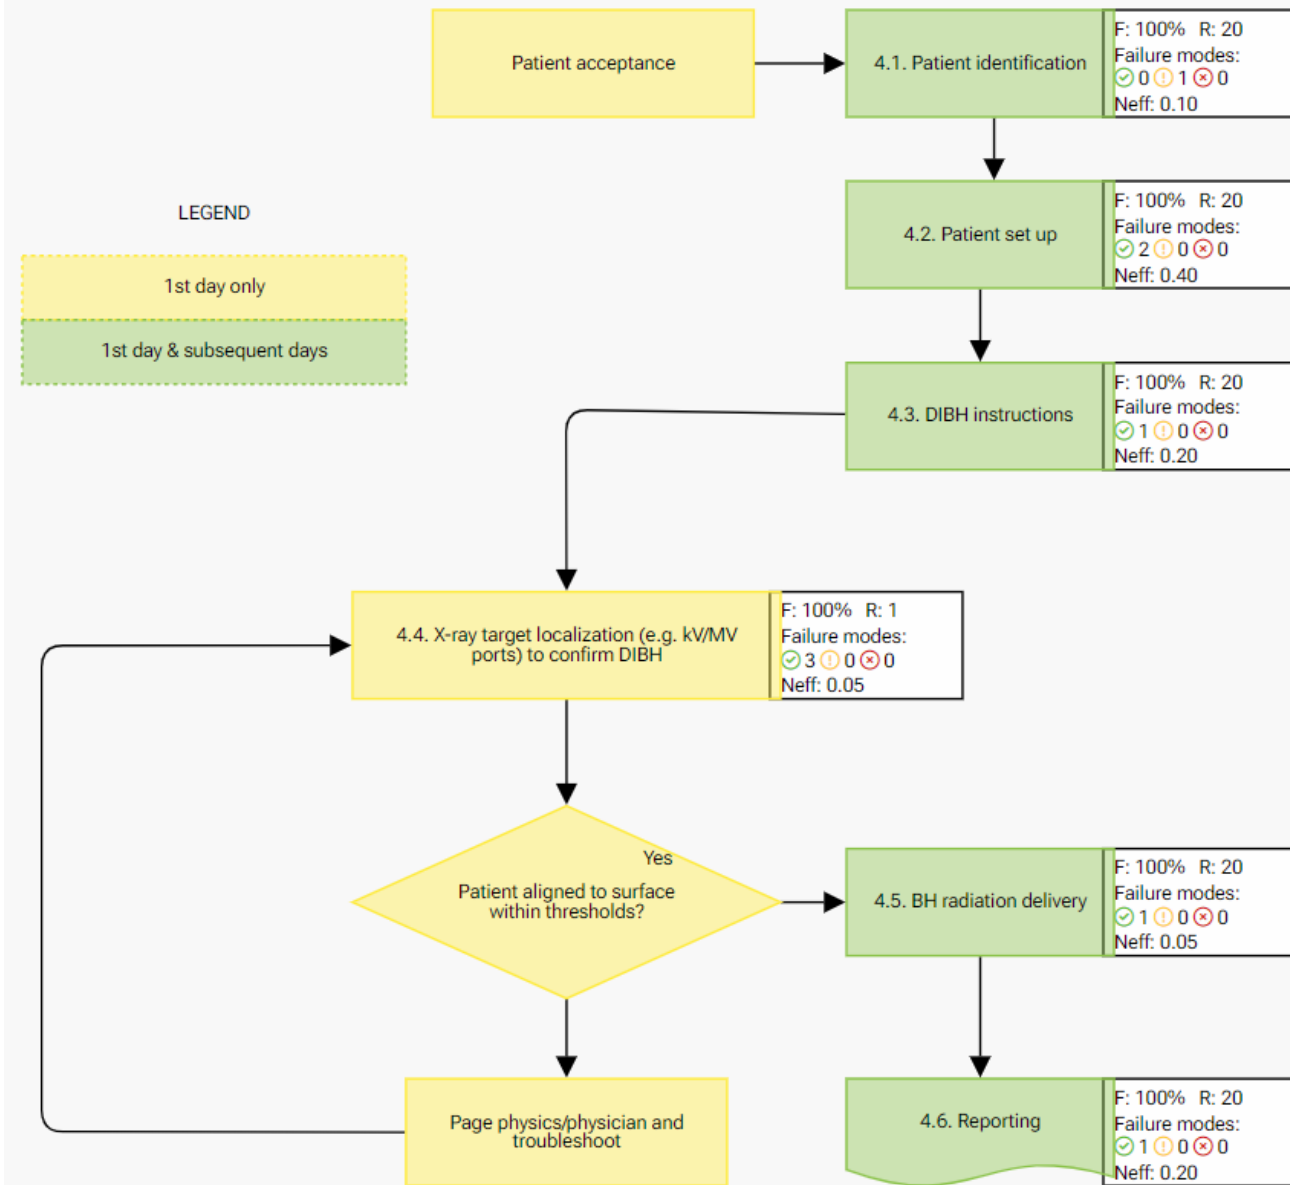 Patient acceptance
4.1. Patient identification
F: 100% R: 20
Failure modes:
0 1 0
Neff: 0.10
4.2. Patient set up
F: 100% R: 20
Failure modes:
2 0 0
Neff: 0.40
LEGEND
1st day only
1st day & subsequent days
4.3. DIBH instructions
F: 100% R: 20
Failure modes:
1 0 0
Neff: 0.20
4.4. X-ray target localization (e.g. kV/MV
ports) to confirm DIBH
F: 100% R: 1
Failure modes:
3 0 0
Neff: 0.05
Yes
Patient aligned to surface
within thresholds?
4.5. BH radiation delivery
F: 100% R: 20
Failure modes:
1 0 0
Neff: 0.05
Page physics/physician and
troubleshoot
4.6. Reporting
F: 100% R: 20
Failure modes:
1 0 0
Neff: 0.20